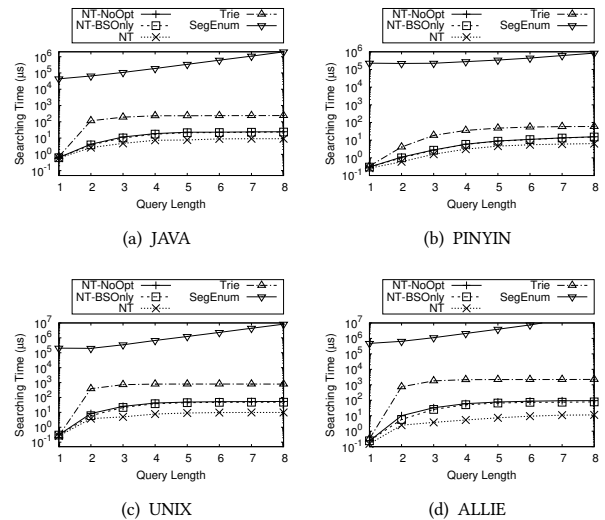 NT-NoOpt Trie
NT-BSOnly SegEnum
NT
Searching Time (μs)
10^6
10^5
10^4
10^3
10^2
10^1
10^0
10^-1
1 2 3 4 5 6 7 8
Query Length
(a) JAVA
NT-NoOpt Trie
NT-BSOnly SegEnum
NT
Searching Time (μs)
10^6
10^5
10^4
10^3
10^2
10^1
10^0
10^-1
1 2 3 4 5 6 7 8
Query Length
(b) PINYIN
NT-NoOpt Trie
NT-BSOnly SegEnum
NT
Searching Time (μs)
10^7
10^6
10^5
10^4
10^3
10^2
10^1
10^0
10^-1
1 2 3 4 5 6 7 8
Query Length
(c) UNIX
NT-NoOpt Trie
NT-BSOnly SegEnum
NT
Searching Time (μs)
10^7
10^6
10^5
10^4
10^3
10^2
10^1
10^0
10^-1
1 2 3 4 5 6 7 8
Query Length
(d) ALLIE